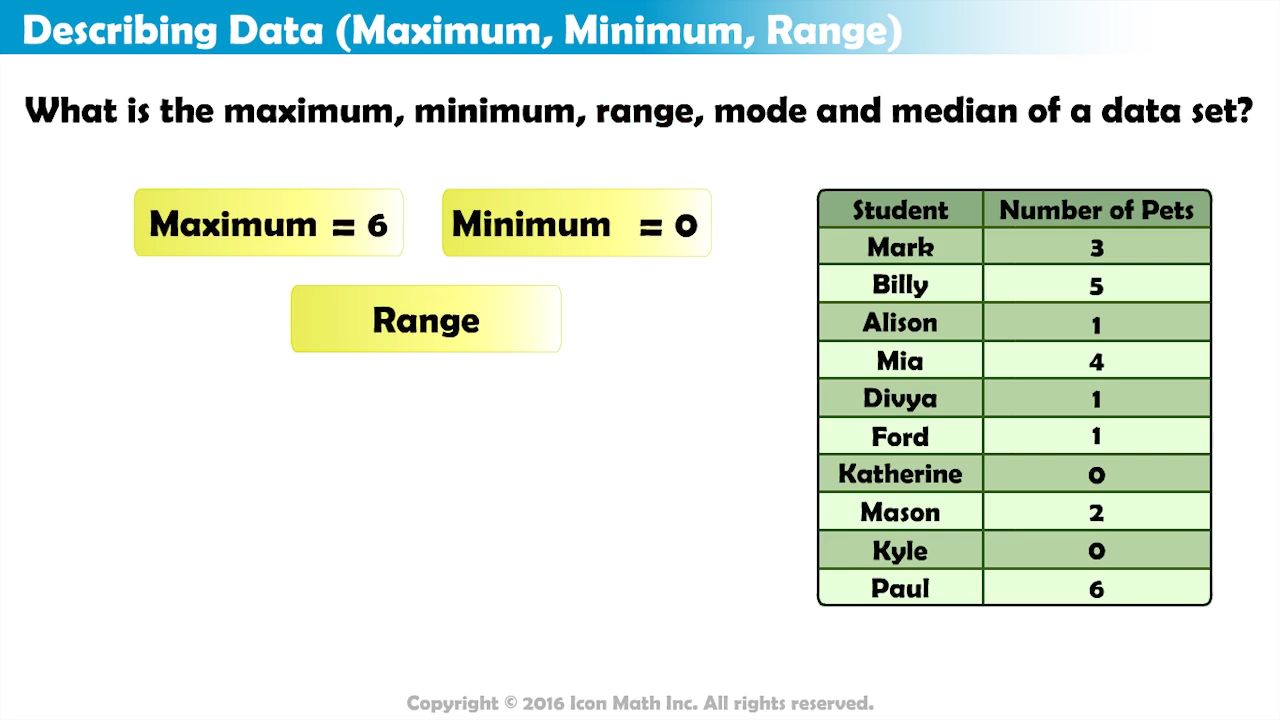 Describing Data (Maximum, Minimum, Range)
What is the maximum, minimum, range, mode and median of a data set?
Maximum = 6
Minimum = 0
Range
Student Number of Pets
Mark 3
Billy 5
Alison 1
Mia 4
Divya 1
Ford 1
Katherine 0
Mason 2
Kyle 0
Paul 6
Copyright © 2016 Icon Math Inc. All rights reserved.